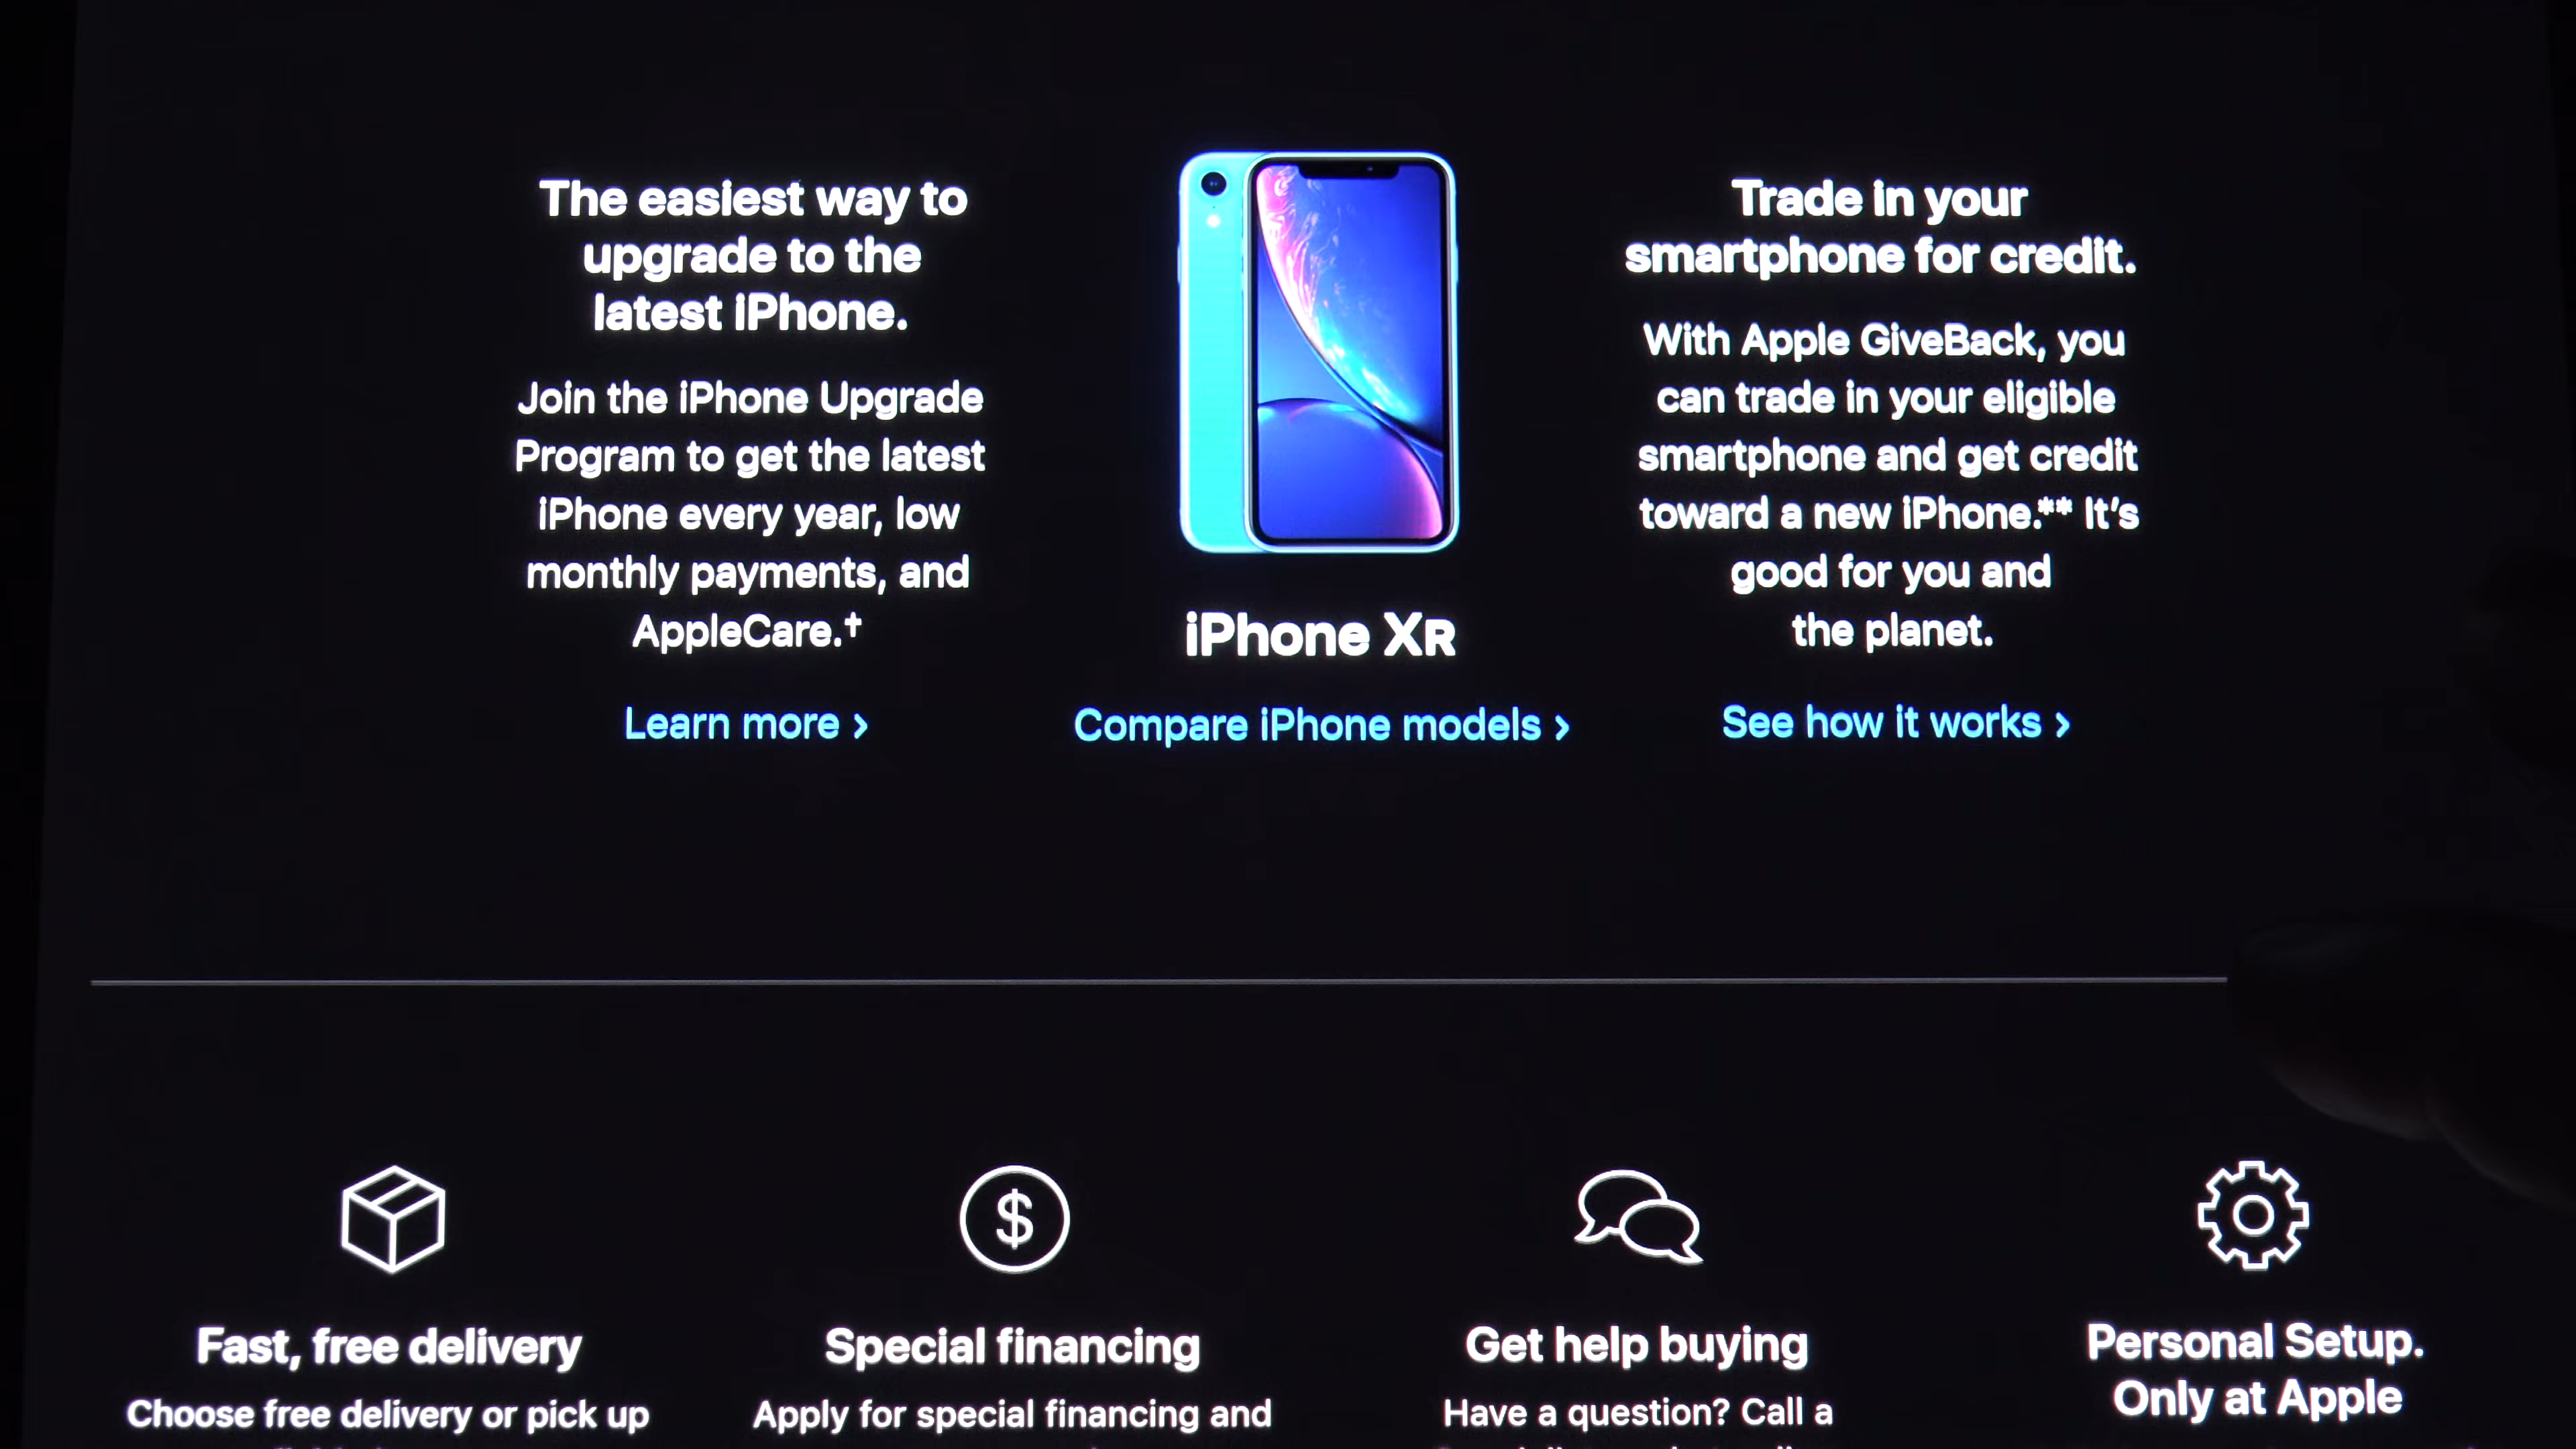 The easiest way to
upgrade to the
latest iPhone.
Join the iPhone Upgrade
Program to get the latest
iPhone every year, low
monthly payments, and
AppleCare.†
Learn more >
iPhone XR
Compare iPhone models >
Trade in your
smartphone for credit.
With Apple GiveBack, you
can trade in your eligible
smartphone and get credit
toward a new iPhone.** It's
good for you and
the planet.
See how it works >
$
Fast, free delivery
Choose free delivery or pick up
Special financing
Apply for special financing and
Get help buying
Have a question? Call a
Personal Setup.
Only at Apple